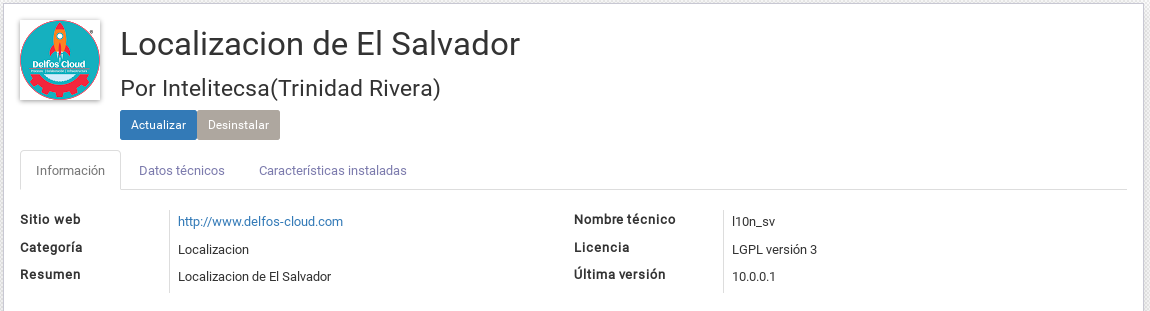 Delfos Cloud
Localizacion de El Salvador
Por Intelitecsa(Trinidad Rivera)
Actualizar Desinstalar
Información Datos técnicos Características instaladas
Sitio web http://www.delfos-cloud.com Nombre técnico l10n_sv
Categoría Localizacion Licencia LGPL versión 3
Resumen Localizacion de El Salvador Última versión 10.0.0.1